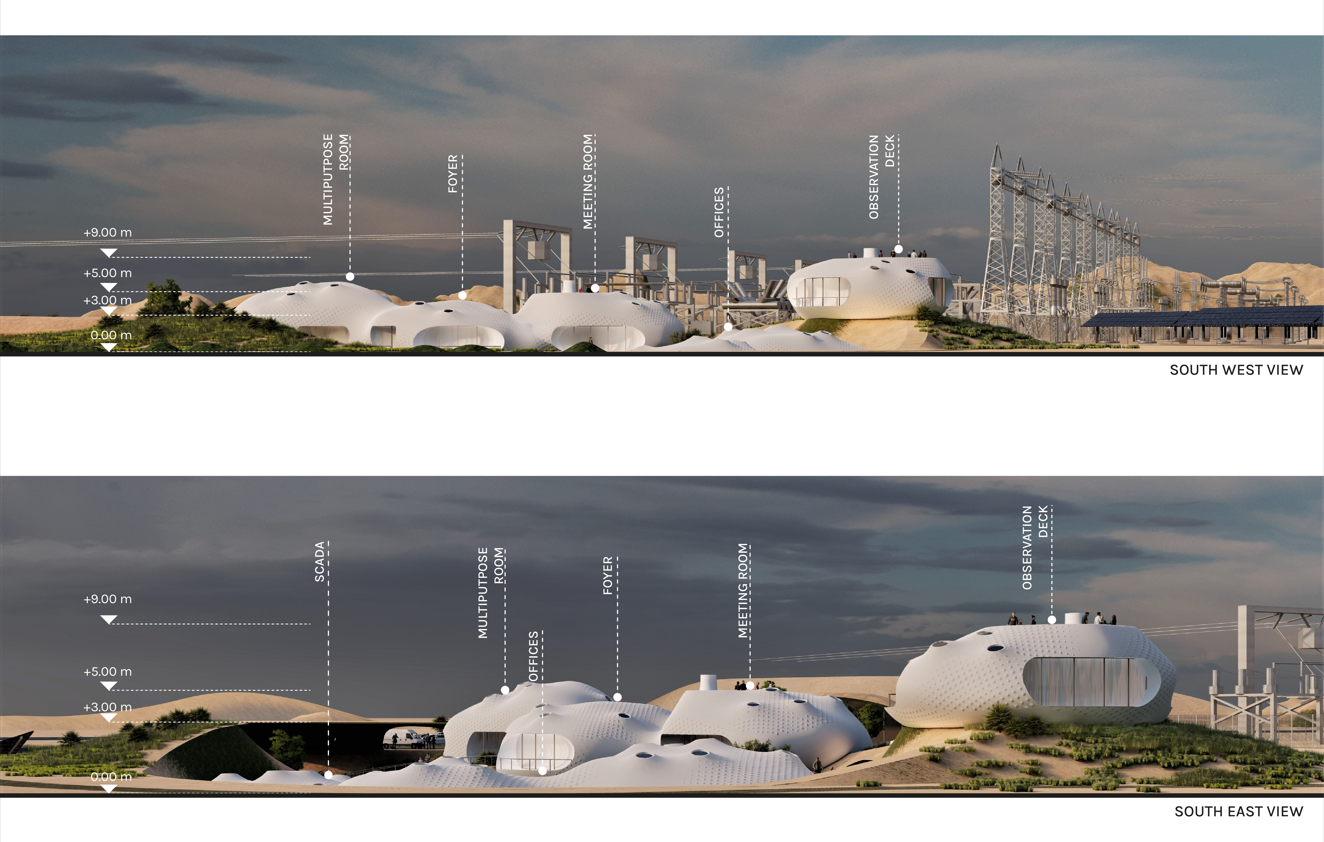 MULTIPUTPOSE
ROOM
FOYER
MEETING ROOM
OFFICES
OBSERVATION
DECK
+9.00 m
+5.00 m
+3.00 m
0.00 m
SOUTH WEST VIEW
SCADA
MULTIPUTPOSE
ROOM
OFFICES
FOYER
MEETING ROOM
OBSERVATION
DECK
+9.00 m
+5.00 m
+3.00 m
0.00 m
SOUTH EAST VIEW